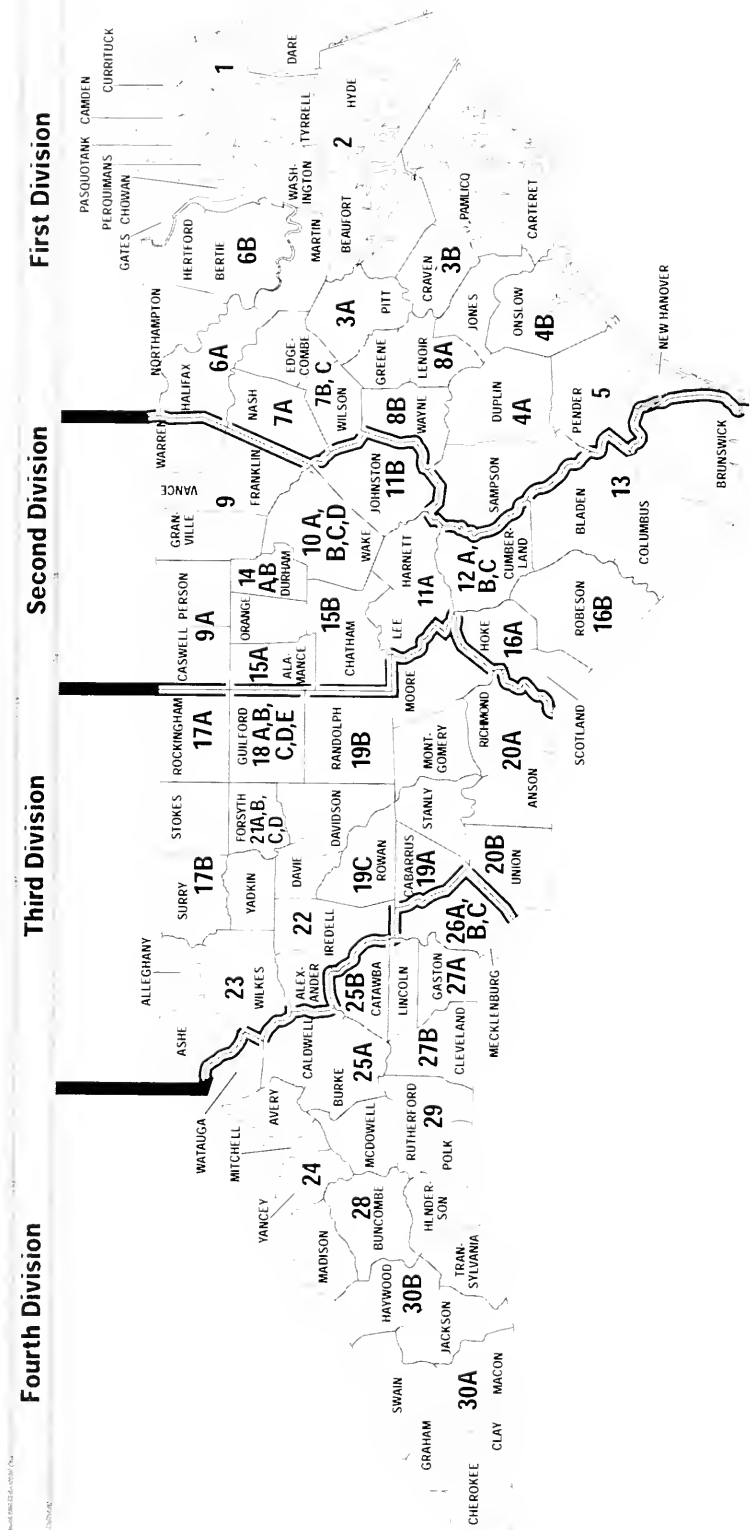 Fourth Division
Third Division
Second Division
First Division
PASQUOTANK
CAMDEN
CURRITUCK
PERQUIMANS
GATES
CHOWAN
1
DARE
ALLEGHANY
ASHE
SURRY
17B
STOKES
ROCKINGHAM
17A
CASWELL
PERSON
9A
GRAN-
VILLE
VANCE
WARREN
9
FRANKLIN
NORTHAMPTON
HALIFAX
6A
HERTFORD
BERTIE
6B
WATAUGA
MITCHELL
YANCEY
AVERY
24
23
WILKES
YADKIN
FORSYTH
21A,B,
C,D
GUILFORD
18 A,B,
C,D,E
15A
ALA-
MANCE
ORANGE
14
A,B
DURHAM
NASH
7A
EDGE-
COMBE
7B, C
WILSON
MARTIN
WASH-
INGTON
TYRRELL
HYDE
2
BEAUFORT
MADISON
CALDWELL
ALEX-
ANDER
22
IREDELL
DAVIE
DAVIDSON
RANDOLPH
19B
CHATHAM
15B
10 A,
B,C,D
WAKE
JOHNSTON
11B
8B
WAYNE
GREENE
3A
PITT
BURKE
25A
25B
CATAWBA
19C
ROWAN
MCDOWELL
28
BUNCOMBE
HAYWOOD
30B
SWAIN
GRAHAM
JACKSON
30A
CHEROKEE
CLAY
MACON
TRAN-
SYLVANIA
HENDER-
SON
POLK
RUTHERFORD
29
27B
CLEVELAND
LINCOLN
GASTON
27A
MECKLENBURG
26A,
B,C
CABARRUS
19A
STANLY
20B
UNION
MONT-
GOMERY
MOORE
LEE
HARNETT
11A
RICHMOND
20A
ANSON
SCOTLAND
HOKE
16A
12 A,
B,C
CUMBER-
LAND
SAMPSON
DUPLIN
4A
LENOIR
8A
JONES
CRAVEN
3B
PAMLICO
CARTERET
ONSLOW
4B
ROBESON
16B
BLADEN
13
COLUMBUS
PENDER
5
NEW HANOVER
BRUNSWICK